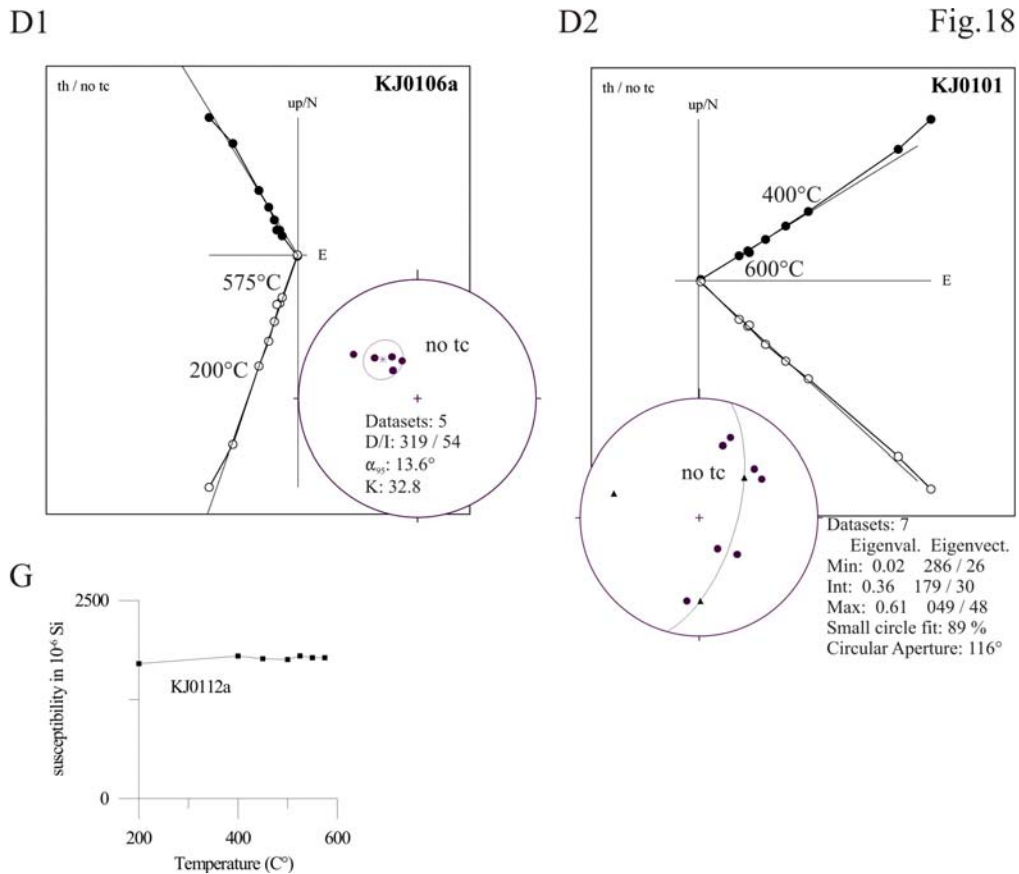 D1
D2
Fig.18
th / no tc
KJ0106a
up/N
E
575°C
200°C
no tc
Datasets: 5
D/I: 319 / 54
α95: 13.6°
K: 32.8
th / no tc
KJ0101
up/N
400°C
600°C
E
no tc
Datasets: 7
Eigenval. Eigenvect.
Min: 0.02 286 / 26
Int: 0.36 179 / 30
Max: 0.61 049 / 48
Small circle fit: 89 %
Circular Aperture: 116°
G
2500
susceptibility in 10⁻⁶ Si
KJ0112a
0
200 400 600
Temperature (C°)